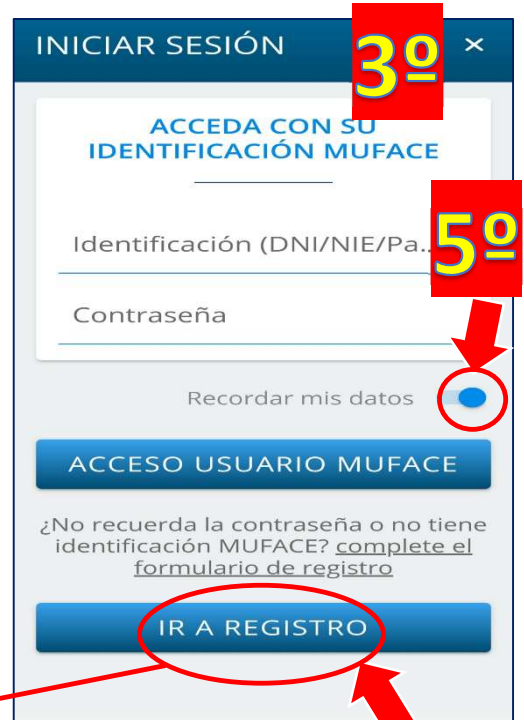 INICIAR SESIÓN
3º
×
ACCEDA CON SU
IDENTIFICACIÓN MUFACE
Identificación (DNI/NIE/Pa..
5º
Contraseña
Recordar mis datos
ACCESO USUARIO MUFACE
¿No recuerda la contraseña o no tiene
identificación MUFACE? complete el
formulario de registro
IR A REGISTRO